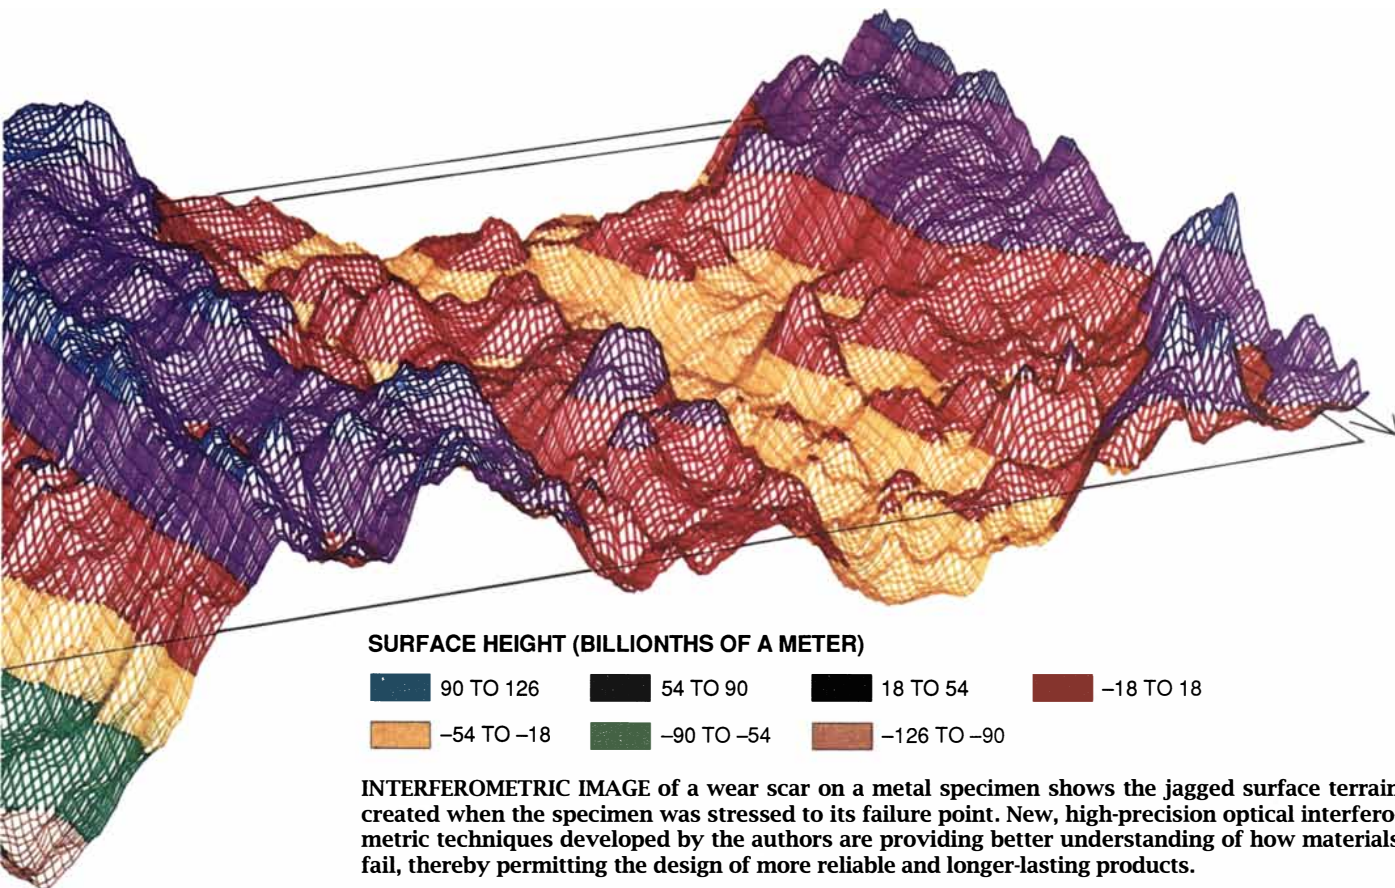 SURFACE HEIGHT (BILLIONTHS OF A METER)
90 TO 126 54 TO 90 18 TO 54 –18 TO 18
–54 TO –18 –90 TO –54 –126 TO –90
INTERFEROMETRIC IMAGE of a wear scar on a metal specimen shows the jagged surface terrain
created when the specimen was stressed to its failure point. New, high-precision optical interfero-
metric techniques developed by the authors are providing better understanding of how materials
fail, thereby permitting the design of more reliable and longer-lasting products.